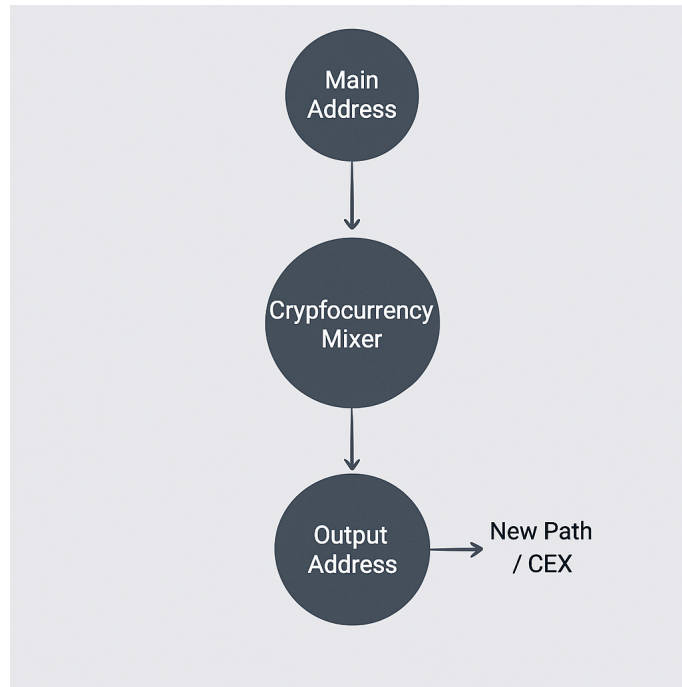 Main
Address
Crypfocurrency
Mixer
Output
Address
New Path
/ CEX